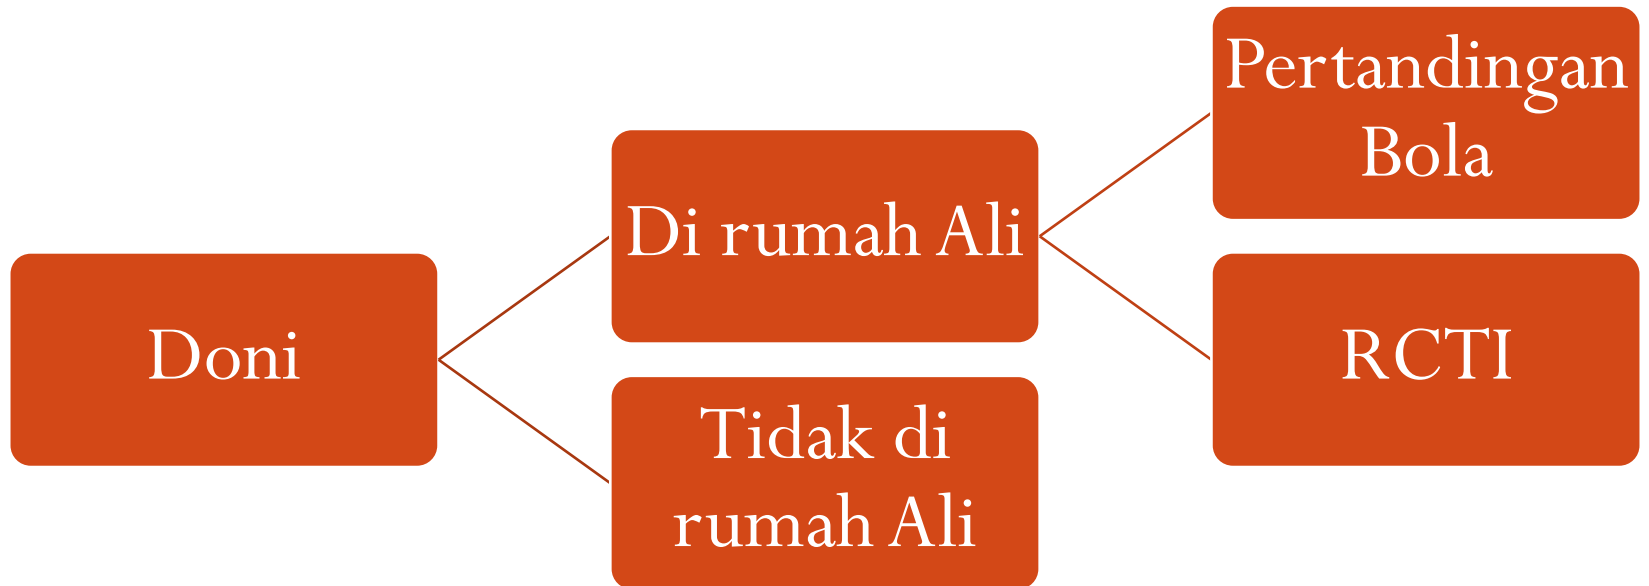 Doni
Di rumah Ali
Tidak di
rumah Ali
Pertandingan
Bola
RCTI